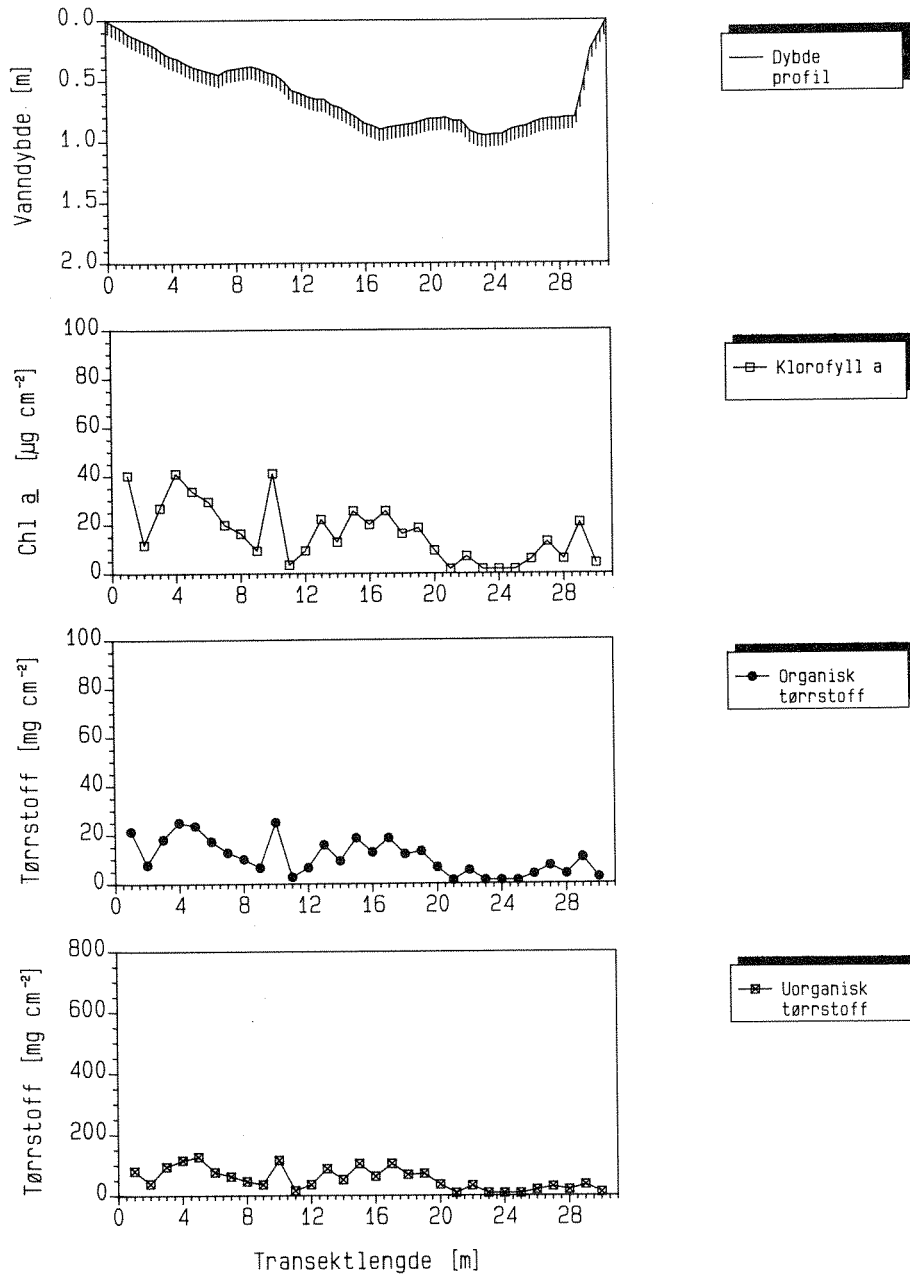 0.0
0.5
1.0
1.5
2.0
Vanndybde [m]
0 4 8 12 16 20 24 28
Dybde
profil
100
80
60
40
20
0
Chl a [µg cm⁻²]
0 4 8 12 16 20 24 28
Klorofyll a
100
80
60
40
20
0
Tørrstoff [mg cm⁻²]
0 4 8 12 16 20 24 28
Organisk
tørrstoff
800
600
400
200
0
Tørrstoff [mg cm⁻²]
0 4 8 12 16 20 24 28
Uorganisk
tørrstoff
Transektlengde [m]